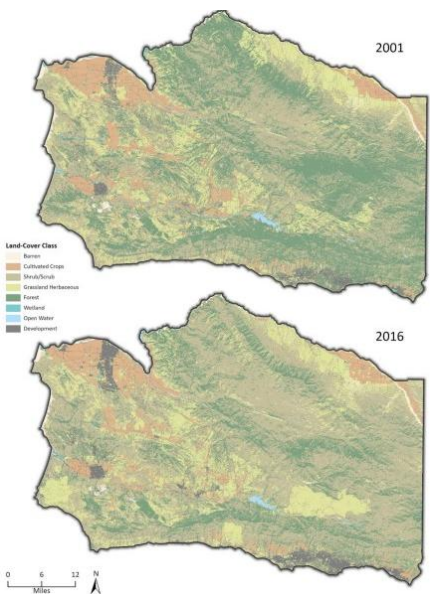 2001
Land-Cover Class
Barren
Cultivated Crops
Shrub/Scrub
Grassland Herbaceous
Forest
Wetland
Open Water
Development
2016
0 6 12
Miles
N